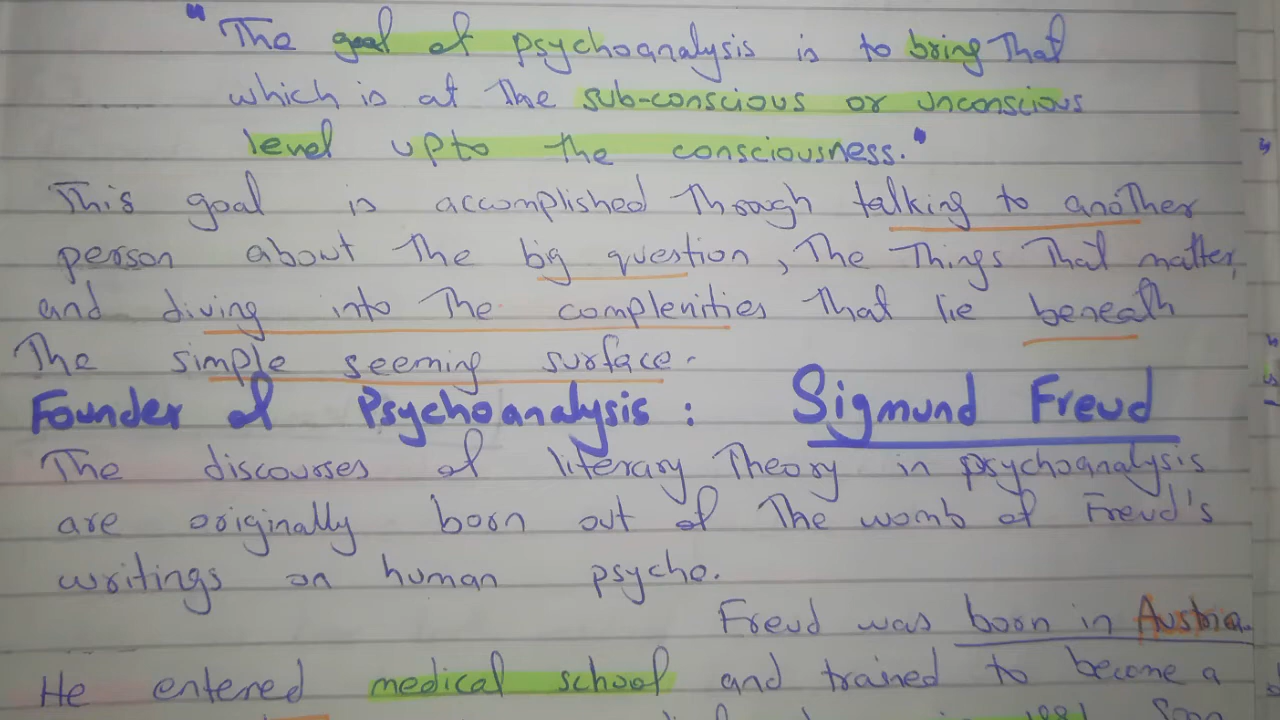 "The goal of psychoanalysis is to bring that
which is at the sub-conscious or unconscious
level upto the consciousness."
This goal is accomplished through talking to another
person about the big question, the things that matter,
and diving into the complenities that lie beneath
the simple seeming surface.
Founder of Psychoanalysis: Sigmund Freud
The discourses of literary theory in psychoanalysis
are originally born out of the womb of Freud's
writings on human psycho.
Freud was born in Austria.
He entered medical school and trained to become a
1981. Soon